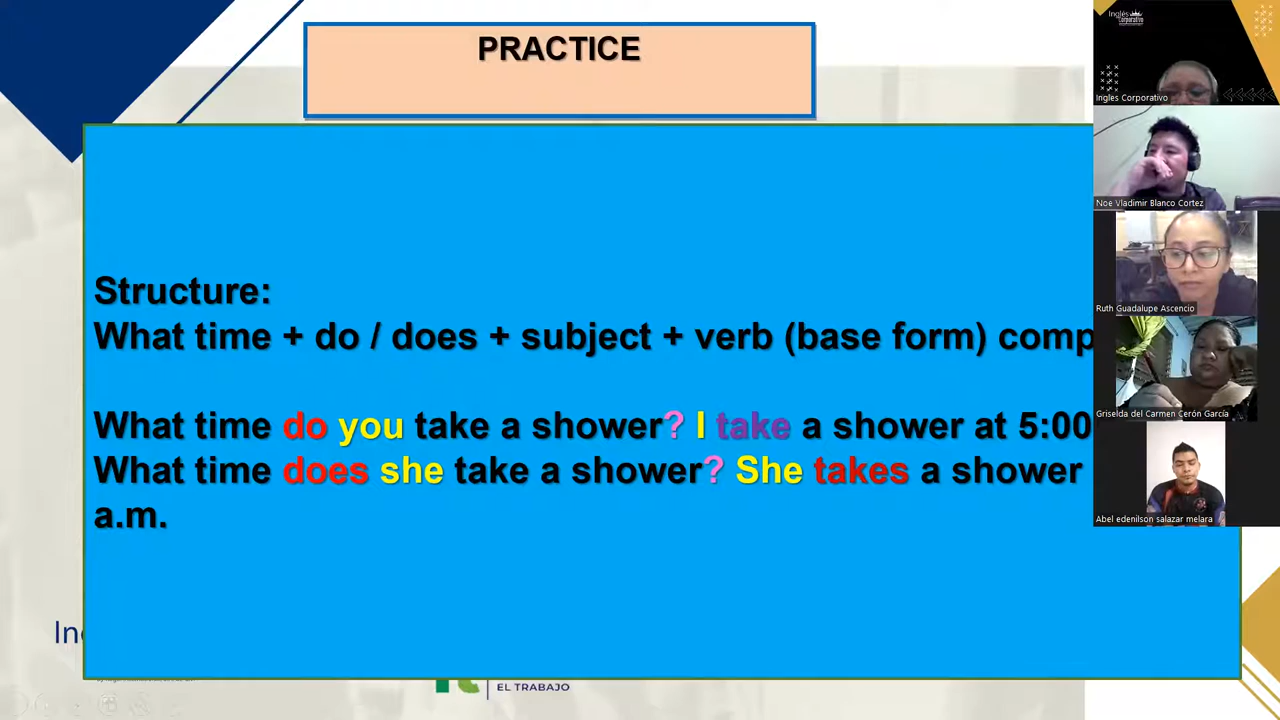 PRACTICE
Inglés
Corporativo
Ingles Corporativo
Noe Vladimir Blanco Cortez
Ruth Guadalupe Ascencio
Griselda del Carmen Cerón García
Abel edenilson salazar melara
Structure:
What time + do / does + subject + verb (base form) comp
What time do you take a shower? I take a shower at 5:00
What time does she take a shower? She takes a shower
a.m.
EL TRABAJO